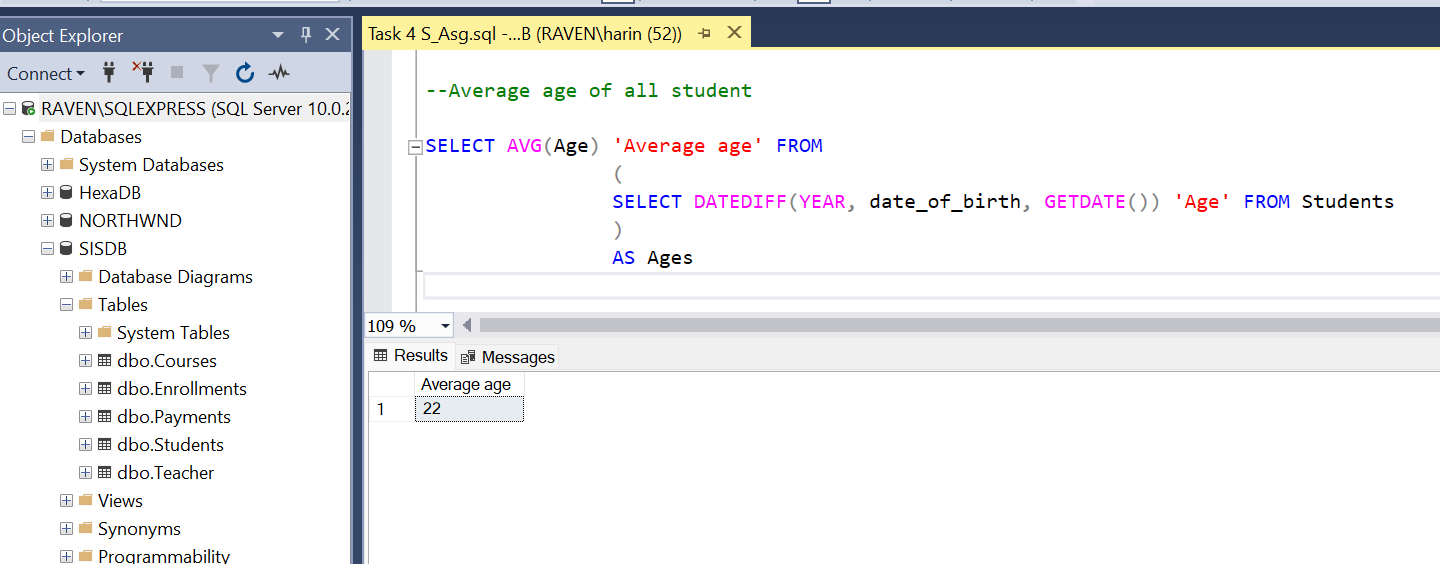 Object Explorer
Connect
RAVEN\SQLEXPRESS (SQL Server 10.0.2
Databases
System Databases
HexaDB
NORTHWND
SISDB
Database Diagrams
Tables
System Tables
dbo.Courses
dbo.Enrollments
dbo.Payments
dbo.Students
dbo.Teacher
Views
Synonyms
Programmability
Task 4 S_Asg.sql -...B (RAVEN\harin (52))
--Average age of all student
SELECT AVG(Age) 'Average age' FROM
(
SELECT DATEDIFF(YEAR, date_of_birth, GETDATE()) 'Age' FROM Students
)
AS Ages
109 %
Results Messages
Average age
1 22